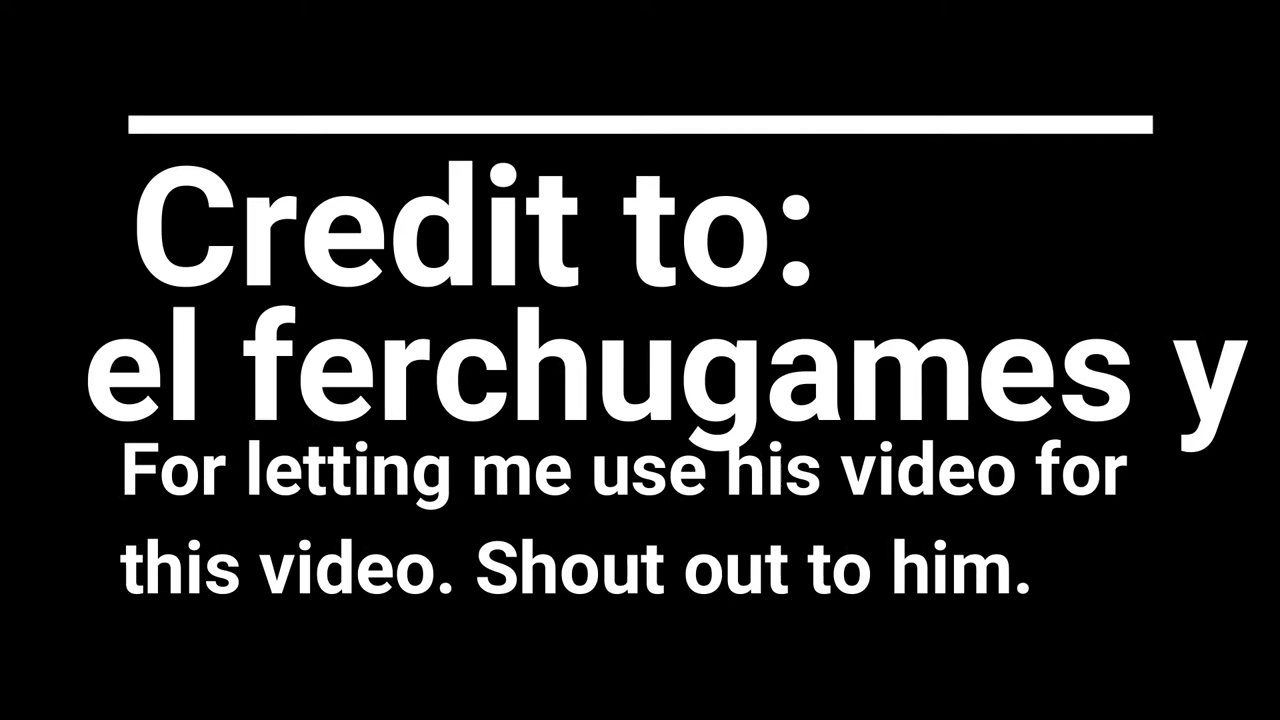 Credit to:
el ferchugames y
For letting me use his video for
this video. Shout out to him.